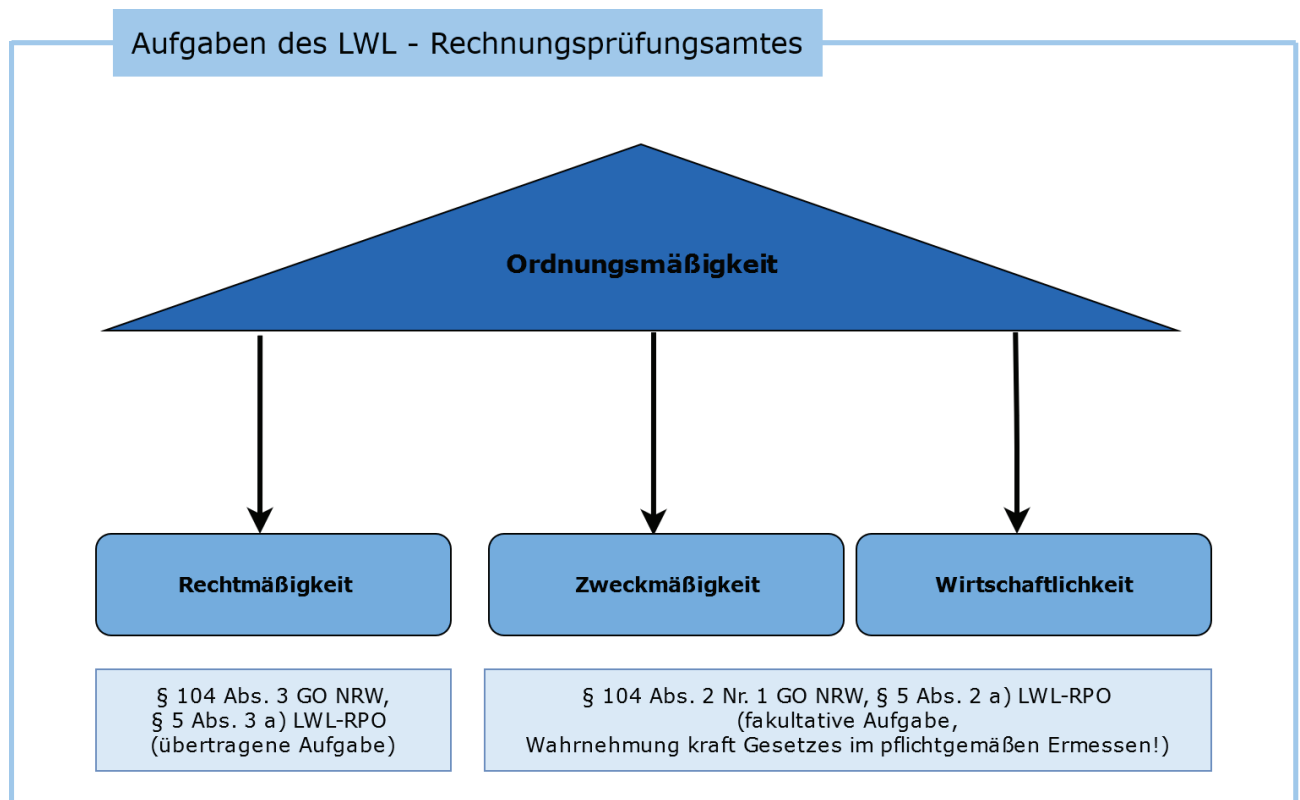 Aufgaben des LWL - Rechnungsprüfungsamtes
Ordnungsmäßigkeit
Rechtmäßigkeit
Zweckmäßigkeit
Wirtschaftlichkeit
§ 104 Abs. 3 GO NRW,
§ 5 Abs. 3 a) LWL-RPO
(übertragene Aufgabe)
§ 104 Abs. 2 Nr. 1 GO NRW, § 5 Abs. 2 a) LWL-RPO
(fakultative Aufgabe,
Wahrnehmung kraft Gesetzes im pflichtgemäßen Ermessen!)